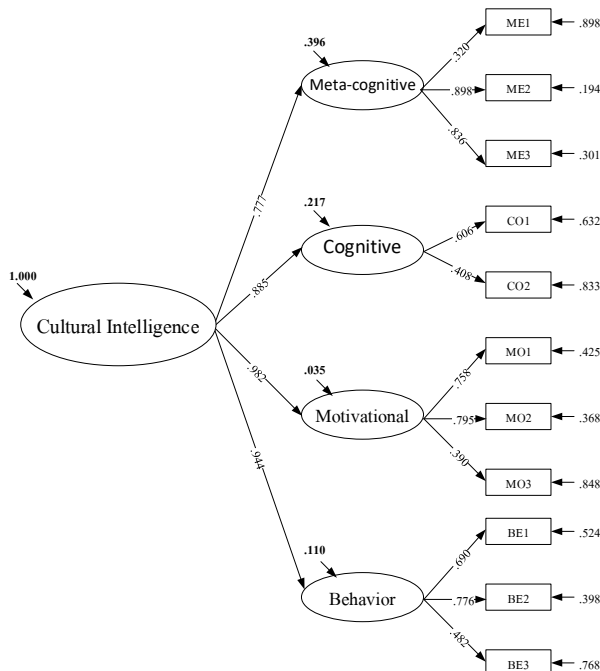 ME1
.898
.396
.320
Meta-cognitive
.898
ME2
.194
.836
ME3
.301
.777
.217
CO1
.632
.606
Cognitive
.408
CO2
.833
1.000
.885
Cultural Intelligence
MO1
.425
.982
.035
.758
Motivational
.795
MO2
.368
.390
MO3
.848
.944
BE1
.524
.110
.690
Behavior
.776
BE2
.398
.482
BE3
.768